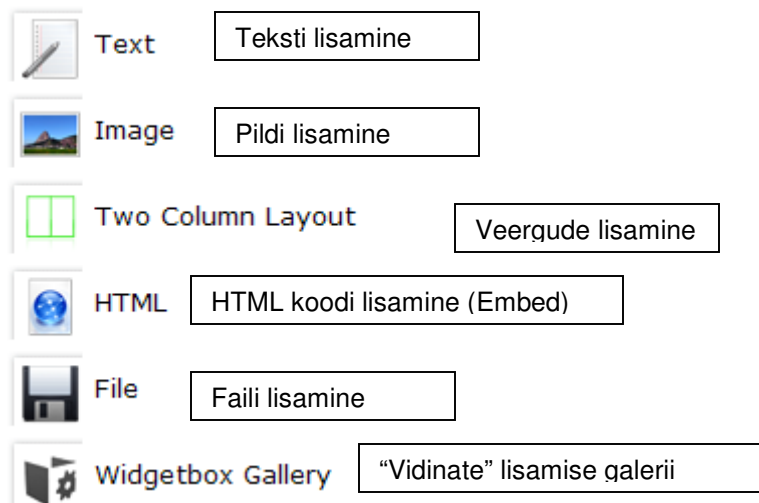 Text
Teksti lisamine
Image
Pildi lisamine
Two Column Layout
Veergude lisamine
HTML
HTML koodi lisamine (Embed)
File
Faili lisamine
Widgetbox Gallery
“Vidinate” lisamise galerii